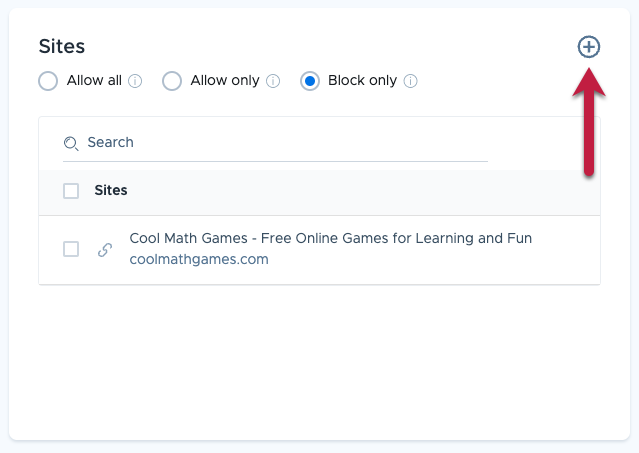 Sites
Allow all Allow only Block only
Search
Sites
Cool Math Games - Free Online Games for Learning and Fun
coolmathgames.com